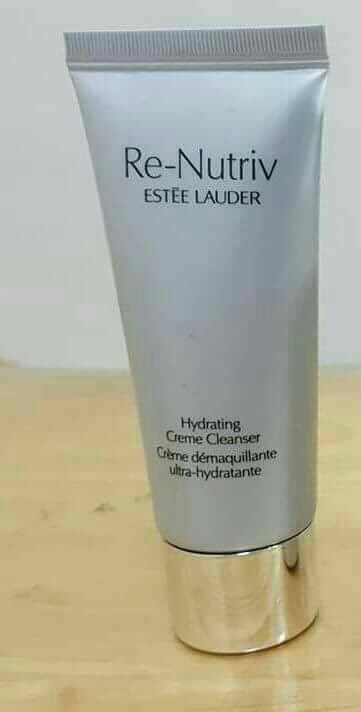 Re-Nutriv
ESTĒE LAUDER
Hydrating
Creme Cleanser
Crème démaquillante
ultra-hydratante